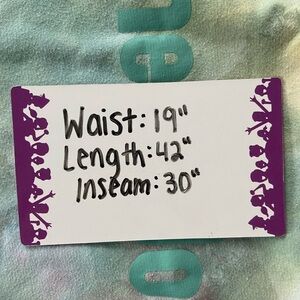 Waist: 19"
Length: 42"
Inseam: 30"